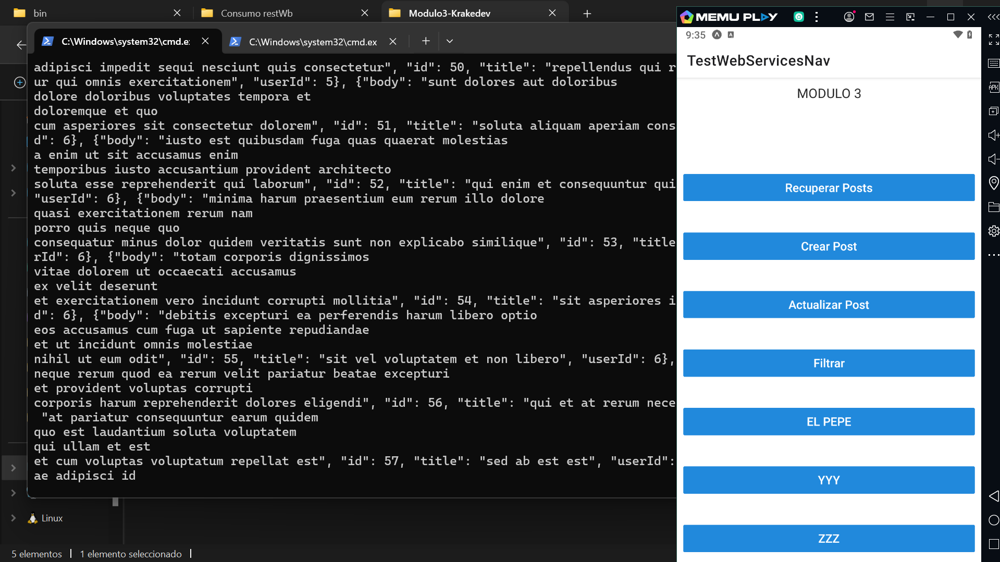 bin
Consumo restWb
Modulo3-Krakedev
C:\Windows\system32\cmd.e
C:\Windows\system32\cmd.ex
adipisci impedit sequi nesciunt quis consectetur", "id": 50, "title": "repellendus qui r
ur qui omnis exercitationem", "userId": 5}, {"body": "sunt dolores aut doloribus
dolore doloribus voluptates tempora et
doloremque et quo
cum asperiores sit consectetur dolorem", "id": 51, "title": "soluta aliquam aperiam cons
d": 6}, {"body": "iusto est quibusdam fuga quas quaerat molestias
a enim ut sit accusamus enim
temporibus iusto accusantium provident architecto
soluta esse reprehenderit qui laborum", "id": 52, "title": "qui enim et consequuntur qui
"userId": 6}, {"body": "minima harum praesentium eum rerum illo dolore
quasi exercitationem rerum nam
porro quis neque quo
consequatur minus dolor quidem veritatis sunt non explicabo similique", "id": 53, "title
rId": 6}, {"body": "totam corporis dignissimos
vitae dolorem ut occaecati accusamus
ex velit deserunt
et exercitationem vero incidunt corrupti mollitia", "id": 54, "title": "sit asperiores i
d": 6}, {"body": "debitis excepturi ea perferendis harum libero optio
eos accusamus cum fuga ut sapiente repudiandae
et ut incidunt omnis molestiae
nihil ut eum odit", "id": 55, "title": "sit vel voluptatem et non libero", "userId": 6},
neque rerum quod ea rerum velit pariatur beatae excepturi
et provident voluptas corrupti
corporis harum reprehenderit dolores eligendi", "id": 56, "title": "qui et at rerum nece
"at pariatur consequuntur earum quidem
quo est laudantium soluta voluptatem
qui ullam et est
et cum voluptas voluptatum repellat est", "id": 57, "title": "sed ab est est", "userId":
ae adipisci id
Linux
5 elementos
1 elemento seleccionado
MEMU PLAY
9:35
A
TestWebServicesNav
MODULO 3
Recuperar Posts
Crear Post
Actualizar Post
Filtrar
EL PEPE
YYY
ZZZ
APK